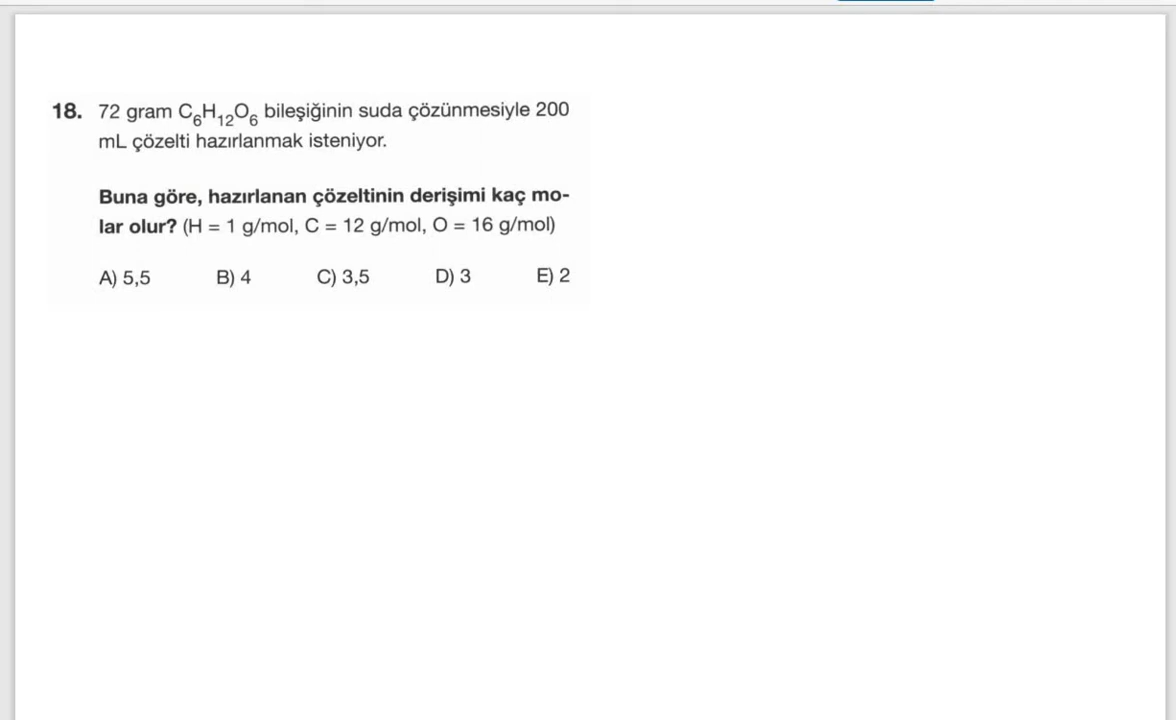 18. 72 gram C₆H₁₂O₆ bileşiğinin suda çözünmesiyle 200
mL çözelti hazırlanmak isteniyor.
Buna göre, hazırlanan çözeltinin derişimi kaç mo-
lar olur? (H = 1 g/mol, C = 12 g/mol, O = 16 g/mol)
A) 5,5 B) 4 C) 3,5 D) 3 E) 2